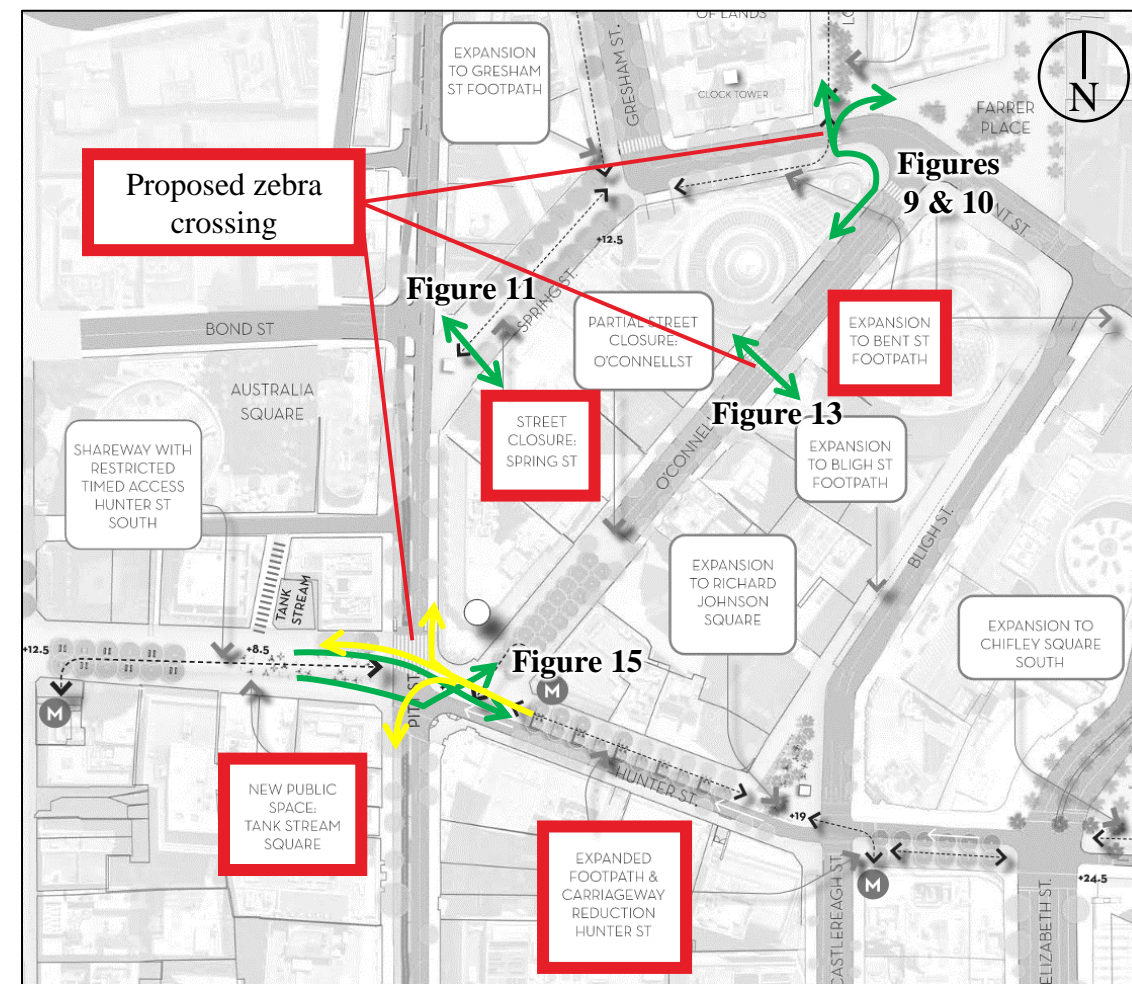 OF LANDS
LO
EXPANSION
TO GRESHAM
ST FOOTPATH
GRESHAM ST.
CLOCK TOWER
FARRER
PLACE
N
Proposed zebra
crossing
Figures
9 & 10
NT ST.
+12.5
Figure 11
SPRING ST.
BOND ST
PARTIAL STREET
CLOSURE:
O'CONNELLST
EXPANSION
TO BENT ST
FOOTPATH
AUSTRALIA
SQUARE
STREET
CLOSURE:
SPRING ST
Figure 13
O'CONNEL
SHAREWAY WITH
RESTRICTED
TIMED ACCESS
HUNTER ST
SOUTH
EXPANSION
TO BLIGH ST
FOOTPATH
BLIGH ST.
EXPANSION
TO RICHARD
JOHNSON
SQUARE
TANK
STREAM
EXPANSION TO
CHIFLEY SQUARE
SOUTH
+12.5
+8.5
Figure 15
M
M
PIT ST.
HUNTER ST.
NEW PUBLIC
SPACE:
TANK STREAM
SQUARE
+19
EXPANDED
FOOTPATH &
CARRIAGEWAY
REDUCTION
HUNTER ST
M
+24.5
CASTLEREAGH ST.
ELIZABETH ST.